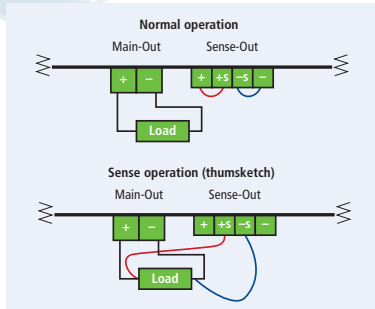 Normal operation
Main-Out Sense-Out
+ − + +s −s -
Load
Sense operation (thumsketch)
Main-Out Sense-Out
+ − + +s −s -
Load